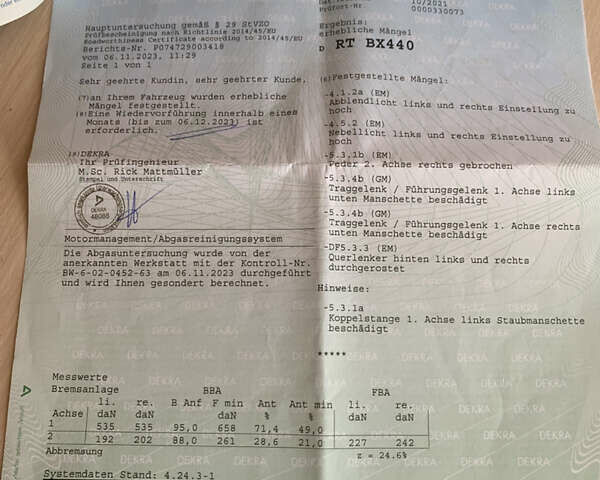 10/2021
Prüfort-Nr. 0000330073
Hauptuntersuchung gemäß § 29 StVZO
Prüfbescheinigung nach Richtlinie 2014/45/EU
Roadworthiness Certificate according to 2014/45/EU
Berichts-Nr. P074729003418
vom 06.11.2023, 11:29
Seite 1 von 1
Ergebnis:
erhebliche Mängel
D RT BX440
Sehr geehrte Kundin, sehr geehrter Kunde,
(7) an Ihrem Fahrzeug wurden erhebliche
Mängel festgestellt.
(8) Eine Wiedervorführung innerhalb eines
Monats (bis zum 06.12.2023) ist
erforderlich.
(9) DEKRA
Ihr Prüfingenieur
M.Sc. Rick Mattmüller
Stempel und Unterschrift
DEKRA
Motormanagement/Abgasreinigungssystem
Die Abgasuntersuchung wurde von der
anerkannten Werkstatt mit der Kontroll-Nr.
BW-6-02-0452-63 am 06.11.2023 durchgeführt
und wird Ihnen gesondert berechnet.
(6) Festgestellte Mängel:
-4.1.2a (EM)
Abblendlicht links und rechts Einstellung zu
hoch
-4.5.2 (EM)
Nebellicht links und rechts Einstellung zu
hoch
-5.3.1b (EM)
Feder 2. Achse rechts gebrochen
-5.3.4b (GM)
Traggelenk / Führungsgelenk 1. Achse links
unten Manschette beschädigt
-5.3.4b (GM)
Traggelenk / Führungsgelenk 1. Achse rechts
unten Manschette beschädigt
-DF5.3.3 (EM)
Querlenker hinten links und rechts
durchgerostet
Hinweise:
-5.3.1a
Koppelstange 1. Achse links Staubmanschette
beschädigt
*****
Messwerte
Bremsanlage BBA FBA
li. re. B Anf F min Ant Ant min li. re.
Achse daN daN % daN % % daN daN
1 535 535 95,0 658 71,4 49,0
2 192 202 88,0 261 28,6 21,0 227 242
Abbremsung z = 24.6%
Systemdaten Stand: 4.24.3-1